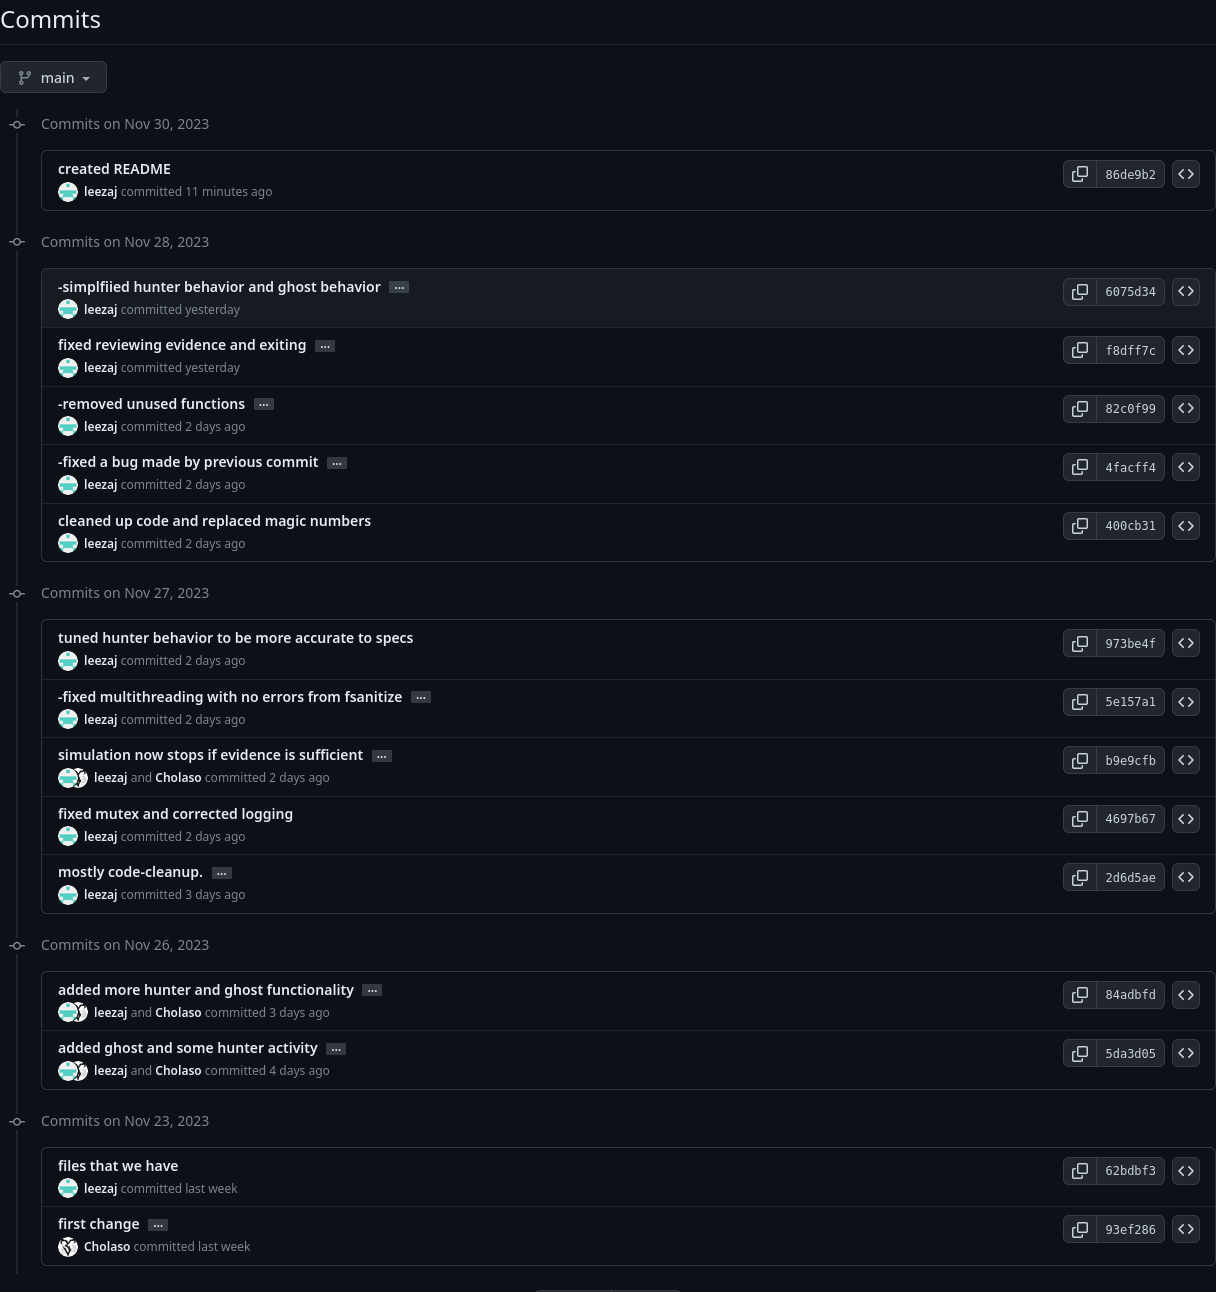 Commits
main
Commits on Nov 30, 2023
created README
86de9b2
leezaj committed 11 minutes ago
Commits on Nov 28, 2023
-simplfiied hunter behavior and ghost behavior ...
6075d34
leezaj committed yesterday
fixed reviewing evidence and exiting ...
f8dff7c
leezaj committed yesterday
-removed unused functions ...
82c0f99
leezaj committed 2 days ago
-fixed a bug made by previous commit ...
4facff4
leezaj committed 2 days ago
cleaned up code and replaced magic numbers
400cb31
leezaj committed 2 days ago
Commits on Nov 27, 2023
tuned hunter behavior to be more accurate to specs
973be4f
leezaj committed 2 days ago
-fixed multithreading with no errors from fsanitize ...
5e157a1
leezaj committed 2 days ago
simulation now stops if evidence is sufficient ...
b9e9cfb
leezaj and Cholaso committed 2 days ago
fixed mutex and corrected logging
4697b67
leezaj committed 2 days ago
mostly code-cleanup. ...
2d6d5ae
leezaj committed 3 days ago
Commits on Nov 26, 2023
added more hunter and ghost functionality ...
84adbfd
leezaj and Cholaso committed 3 days ago
added ghost and some hunter activity ...
5da3d05
leezaj and Cholaso committed 4 days ago
Commits on Nov 23, 2023
files that we have
62bdbf3
leezaj committed last week
first change ...
93ef286
Cholaso committed last week